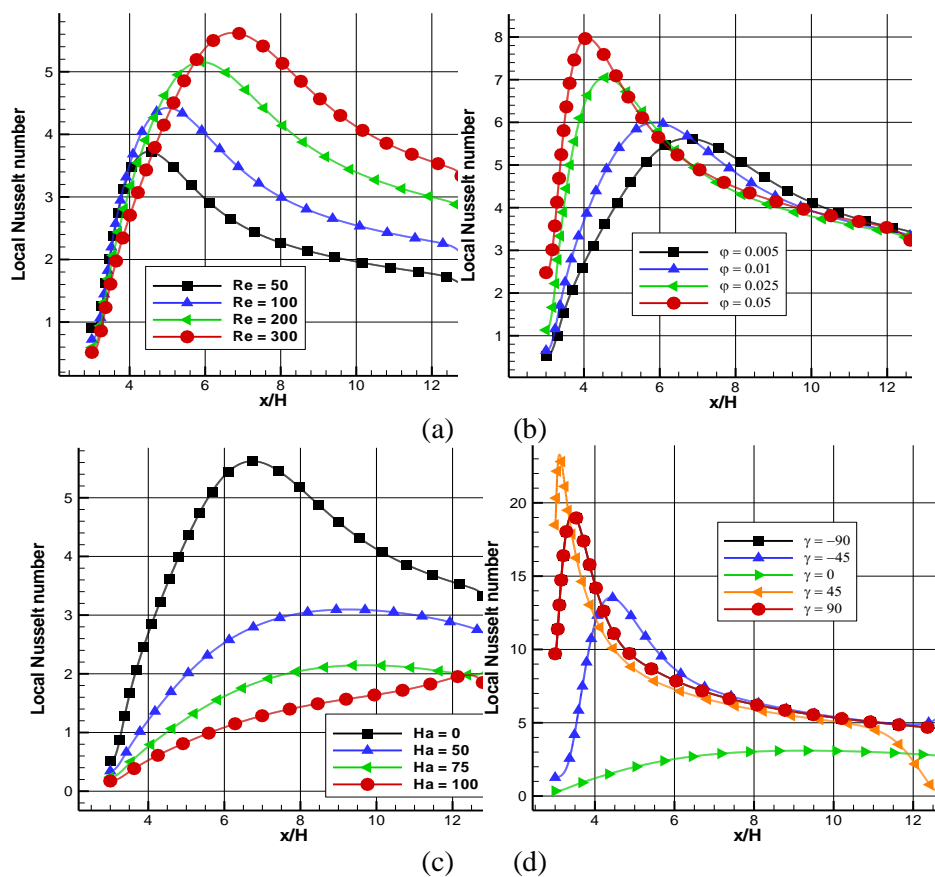 Local Nusselt number
5
4
3
2
1
4 6 8 10 12
x/H
Re = 50
Re = 100
Re = 200
Re = 300
(a)
Local Nusselt number
8
7
6
5
4
3
2
1
4 6 8 10 12
x/H
φ = 0.005
φ = 0.01
φ = 0.025
φ = 0.05
(b)
Local Nusselt number
5
4
3
2
1
0
4 6 8 10 12
x/H
Ha = 0
Ha = 50
Ha = 75
Ha = 100
(c)
Local Nusselt number
20
15
10
5
0
4 6 8 10 12
x/H
γ = −90
γ = −45
γ = 0
γ = 45
γ = 90
(d)